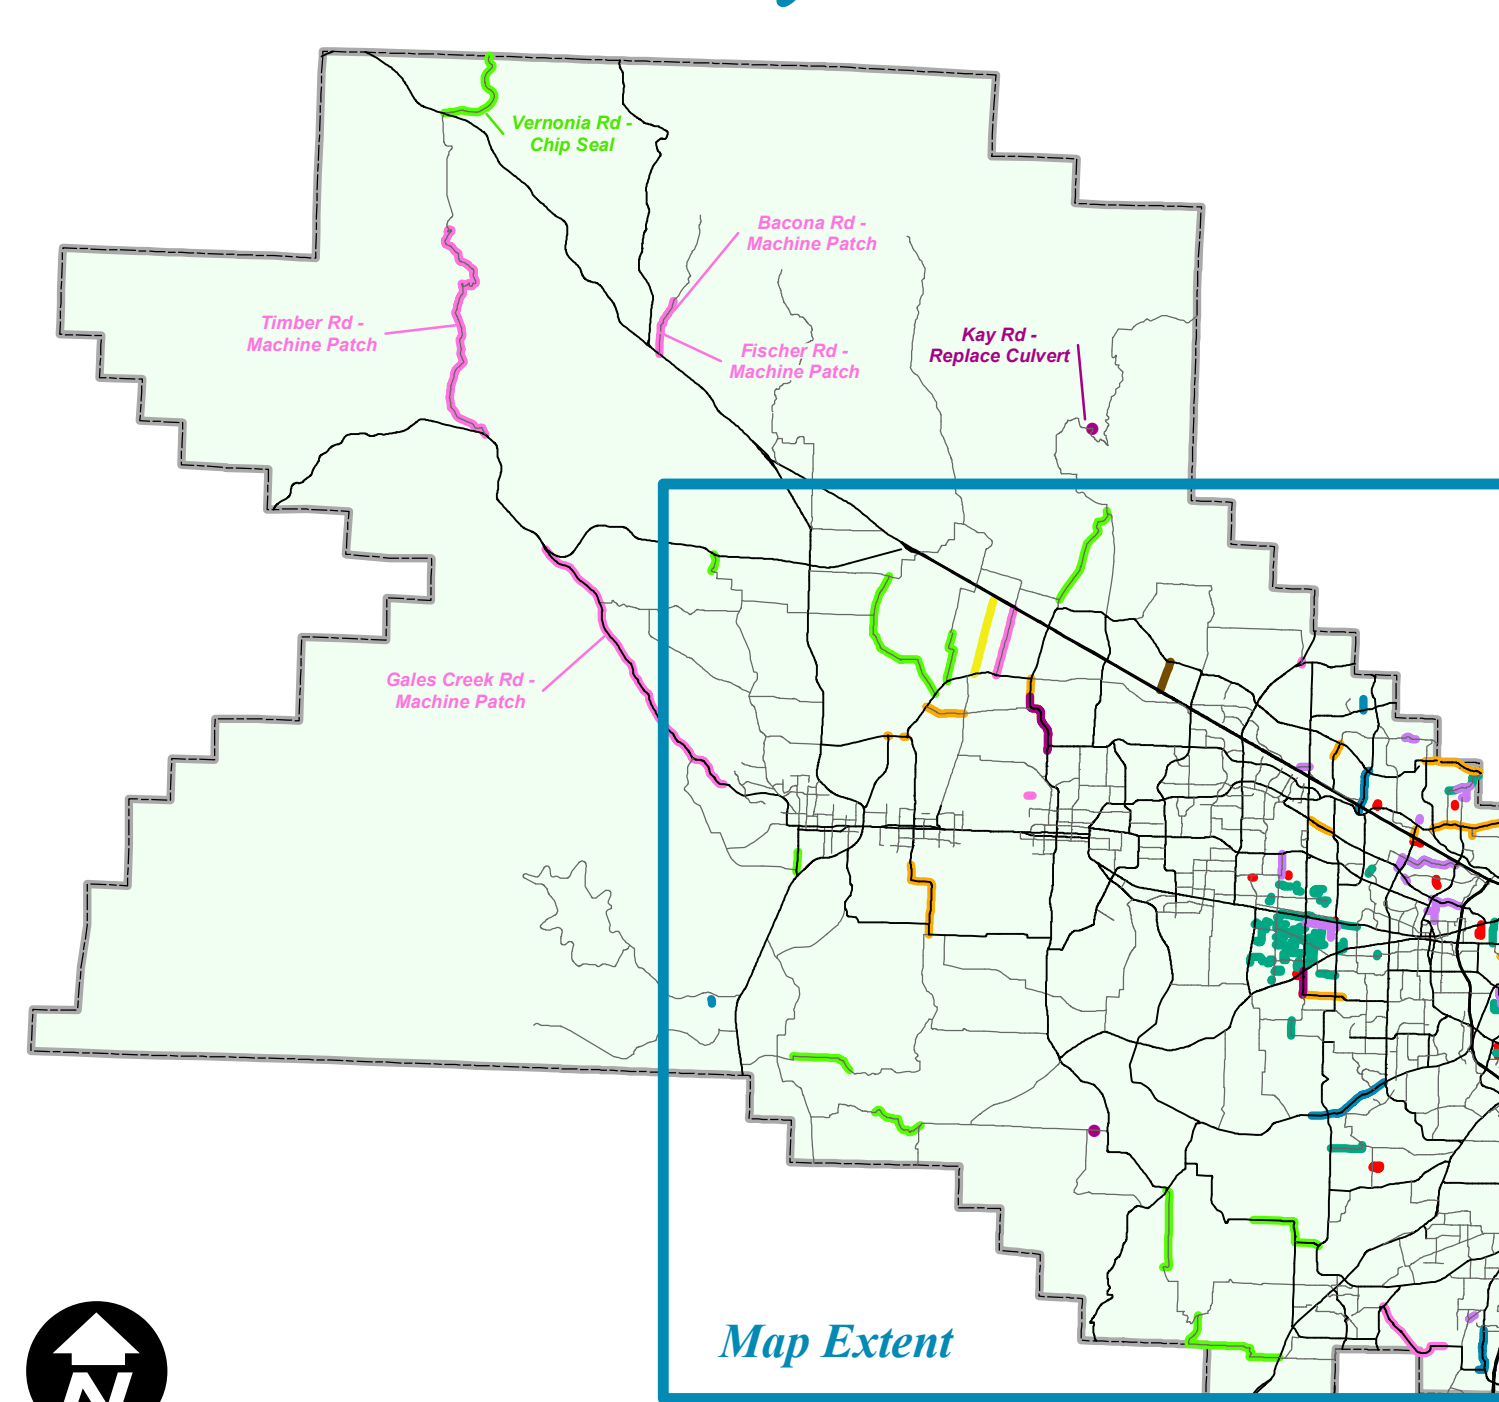 Vernonia Rd -
Chip Seal
Bacona Rd -
Machine Patch
Timber Rd -
Machine Patch
Fischer Rd -
Machine Patch
Kay Rd -
Replace Culvert
Gales Creek Rd -
Machine Patch
Map Extent
N